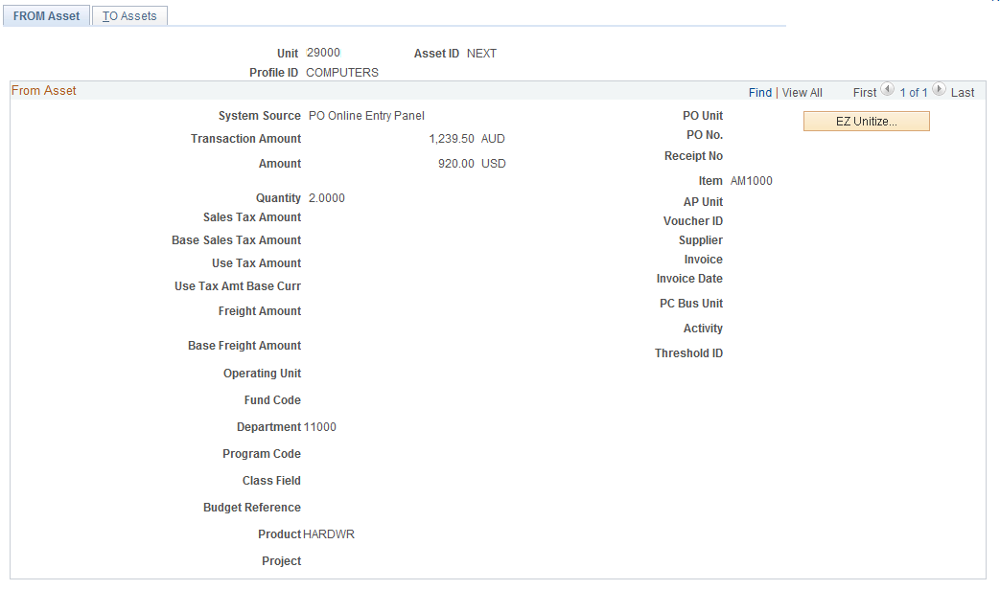 FROM Asset TO Assets
Unit 29000 Asset ID NEXT
Profile ID COMPUTERS
From Asset Find | View All First 1 of 1 Last
System Source PO Online Entry Panel PO Unit EZ Unitize...
PO No.
Transaction Amount 1,239.50 AUD
Receipt No
Amount 920.00 USD
Item AM1000
Quantity 2.0000 AP Unit
Sales Tax Amount Voucher ID
Base Sales Tax Amount Supplier
Use Tax Amount Invoice
Invoice Date
Use Tax Amt Base Curr
PC Bus Unit
Freight Amount
Activity
Base Freight Amount Threshold ID
Operating Unit
Fund Code
Department 11000
Program Code
Class Field
Budget Reference
Product HARDWR
Project